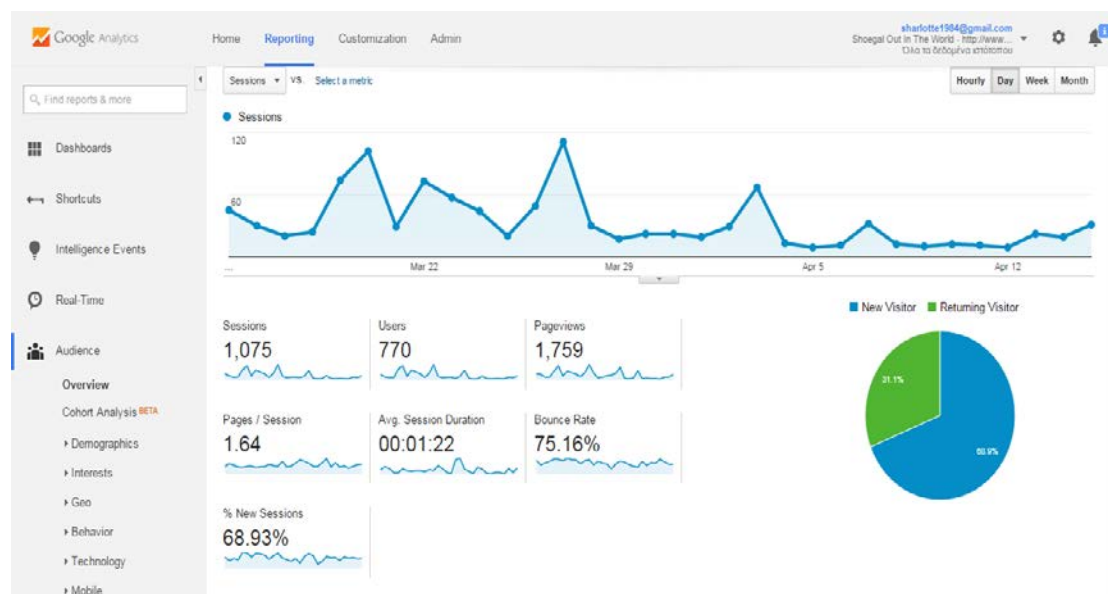 Google Analytics
Home Reporting Customization Admin
sharlotte1984@gmail.com
Shoegal Out In The World - http://www....
Όλα τα δεδομένα ιστότοπου
1
Find reports & more
Dashboards
Shortcuts
Intelligence Events
Real-Time
Audience
Overview
Cohort Analysis BETA
Demographics
Interests
Geo
Behavior
Technology
Mobile
Sessions VS. Select a metric
Hourly Day Week Month
Sessions
120
60
... Mar 22 Mar 29 Apr 5 Apr 12
Sessions
1,075
Users
770
Pageviews
1,759
Pages / Session
1.64
Avg. Session Duration
00:01:22
Bounce Rate
75.16%
% New Sessions
68.93%
New Visitor Returning Visitor
31.1%
68.9%